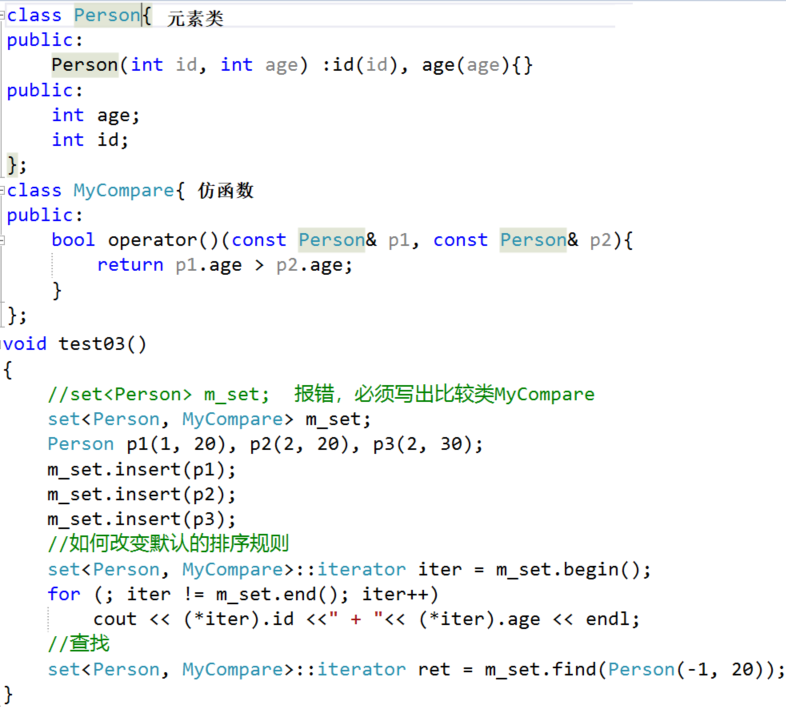 class Person{ 元素类
public:
    Person(int id, int age) :id(id), age(age){}
public:
    int age;
    int id;
};
class MyCompare{ 仿函数
public:
    bool operator()(const Person& p1, const Person& p2){
        return p1.age > p2.age;
    }
};
void test03()
{
    //set<Person> m_set;  报错，必须写出比较类MyCompare
    set<Person, MyCompare> m_set;
    Person p1(1, 20), p2(2, 20), p3(2, 30);
    m_set.insert(p1);
    m_set.insert(p2);
    m_set.insert(p3);
    //如何改变默认的排序规则
    set<Person, MyCompare>::iterator iter = m_set.begin();
    for (; iter != m_set.end(); iter++)
        cout << (*iter).id <<" + "<< (*iter).age << endl;
    //查找
    set<Person, MyCompare>::iterator ret = m_set.find(Person(-1, 20));
}